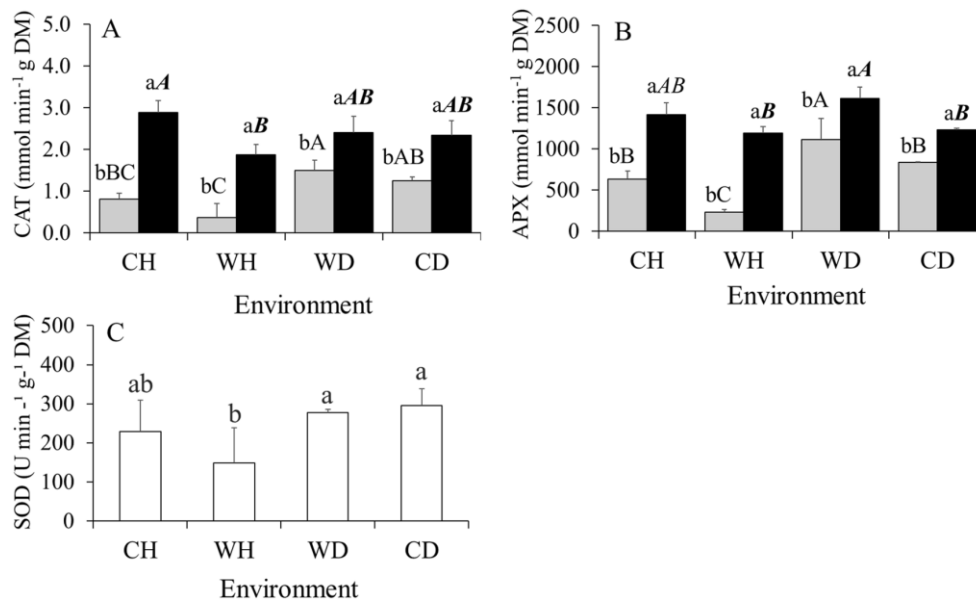 A
CAT (mmol min⁻¹ g DM)
5.0
4.0
3.0
2.0
1.0
0.0
bBC
aA
bC
aB
bA
aAB
bAB
aAB
CH WH WD CD
Environment
B
APX (mmol min⁻¹ g DM)
2500
2000
1500
1000
500
0
bB
aAB
bC
aB
bA
aA
bB
aB
CH WH WD CD
Environment
C
SOD (U min -¹ g-¹ DM)
500
400
300
200
100
0
ab
b
a
a
CH WH WD CD
Environment